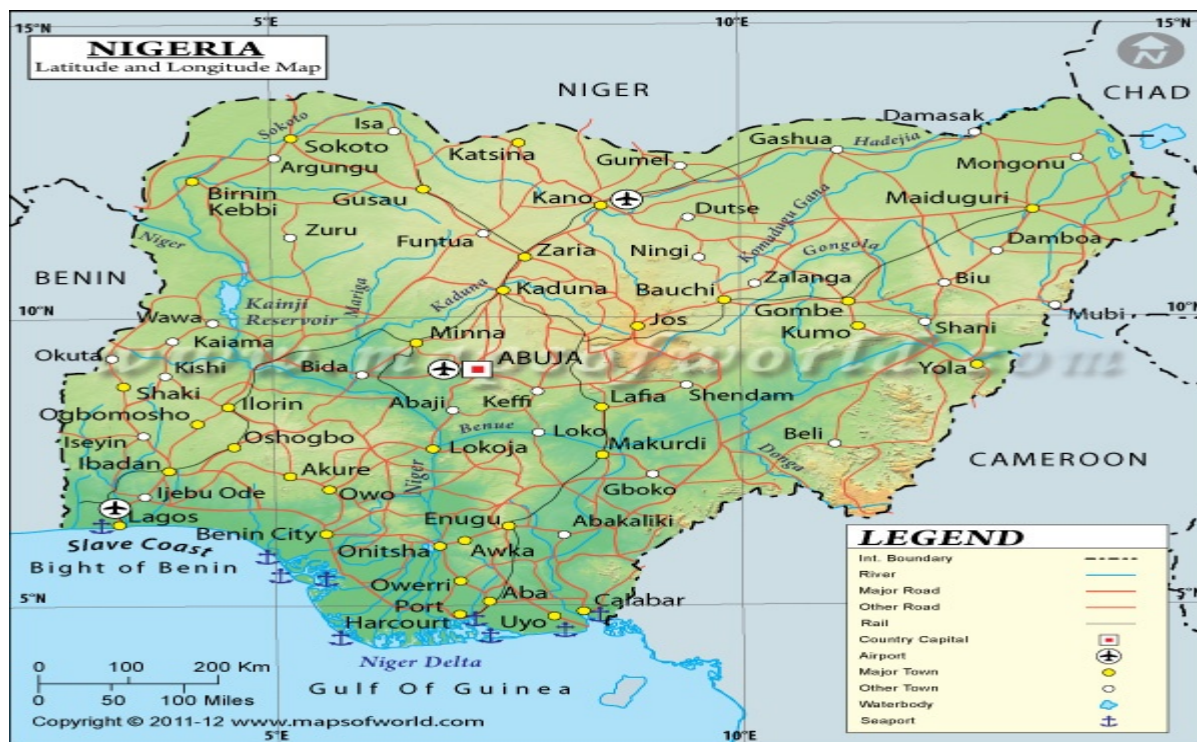 15°N
5°E
10°E
15°N
NIGERIA
Latitude and Longitude Map
N
NIGER
CHAD
Damasak
Isa
Sokoto
Sokoto
Katsina
Gashua
Hadejia
Gumel
Mongonu
Argungu
Birnin
Kebbi
Gusau
Kano
Maiduguri
Dutse
Komudugu Gana
Zuru
Funtua
Niger
Zaria
Ningi
Gongola
Damboa
BENIN
Mariga
Kaduna
Kaduna
Bauchi
Zalanga
Biu
Kainji
Reservoir
10°N
Wawa
Minna
Jos
Gombe
Kumo
Shani
Mubi
10°N
Okuta
Kaiama
www.mapsofworld.com
Kishi
Bida
ABUJA
Yola
Shaki
Ogbomosho
Ilorin
Abaji
Keffi
Lafia
Shendam
Iseyin
Oshogbo
Benue
Loko
Makurdi
Beli
Lokoja
Ibadan
Akure
Niger
Donga
CAMEROON
Ijebu Ode
Owo
Gboko
Lagos
Enugu
Abakaliki
Benin City
Onitsha
Awka
Slave Coast
Bight of Benin
Owerri
Aba
5°N
Port
Harcourt
Uyo
Calabar
5°N
Niger Delta
Gulf Of Guinea
0 100 200 Km
0 50 100 Miles
Copyright © 2011-12 www.mapsofworld.com
5°E
10°E
LEGEND
Int. Boundary
River
Major Road
Other Road
Rail
Country Capital
Airport
Major Town
Other Town
Waterbody
Seaport